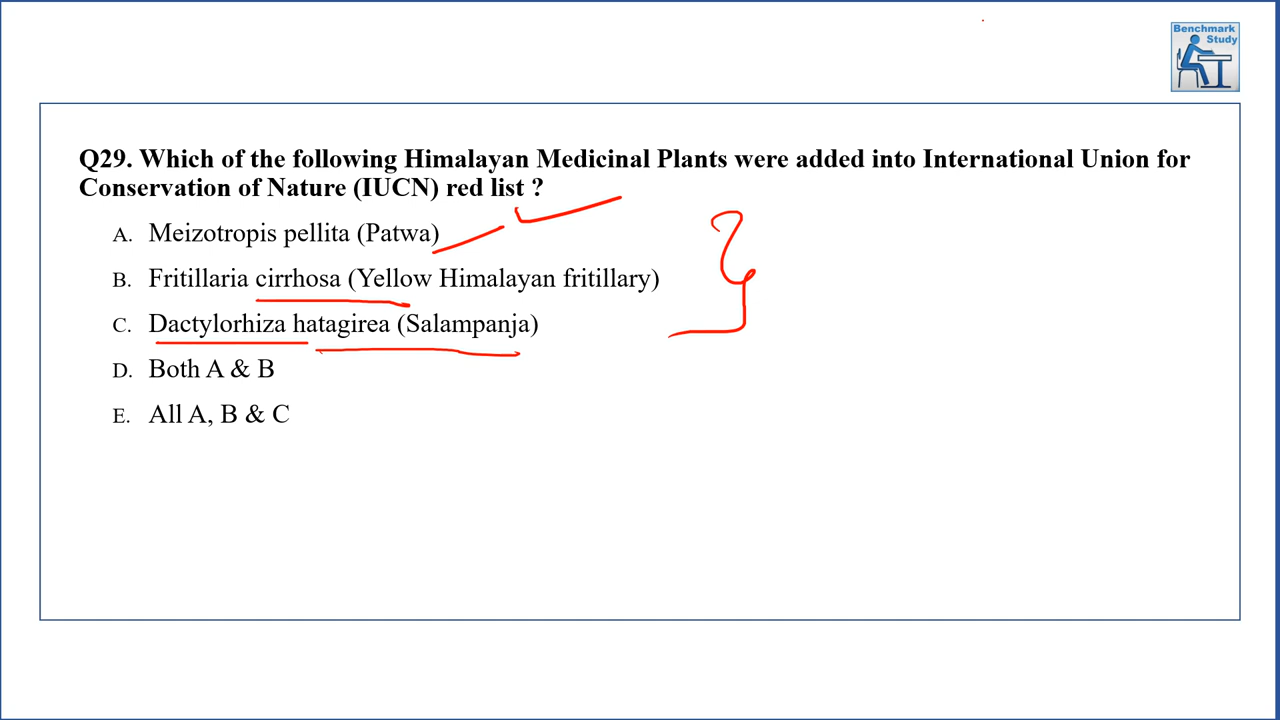 Benchmark
Study
Q29. Which of the following Himalayan Medicinal Plants were added into International Union for
Conservation of Nature (IUCN) red list ?
A. Meizotropis pellita (Patwa)
B. Fritillaria cirrhosa (Yellow Himalayan fritillary)
C. Dactylorhiza hatagirea (Salampanja)
D. Both A & B
E. All A, B & C